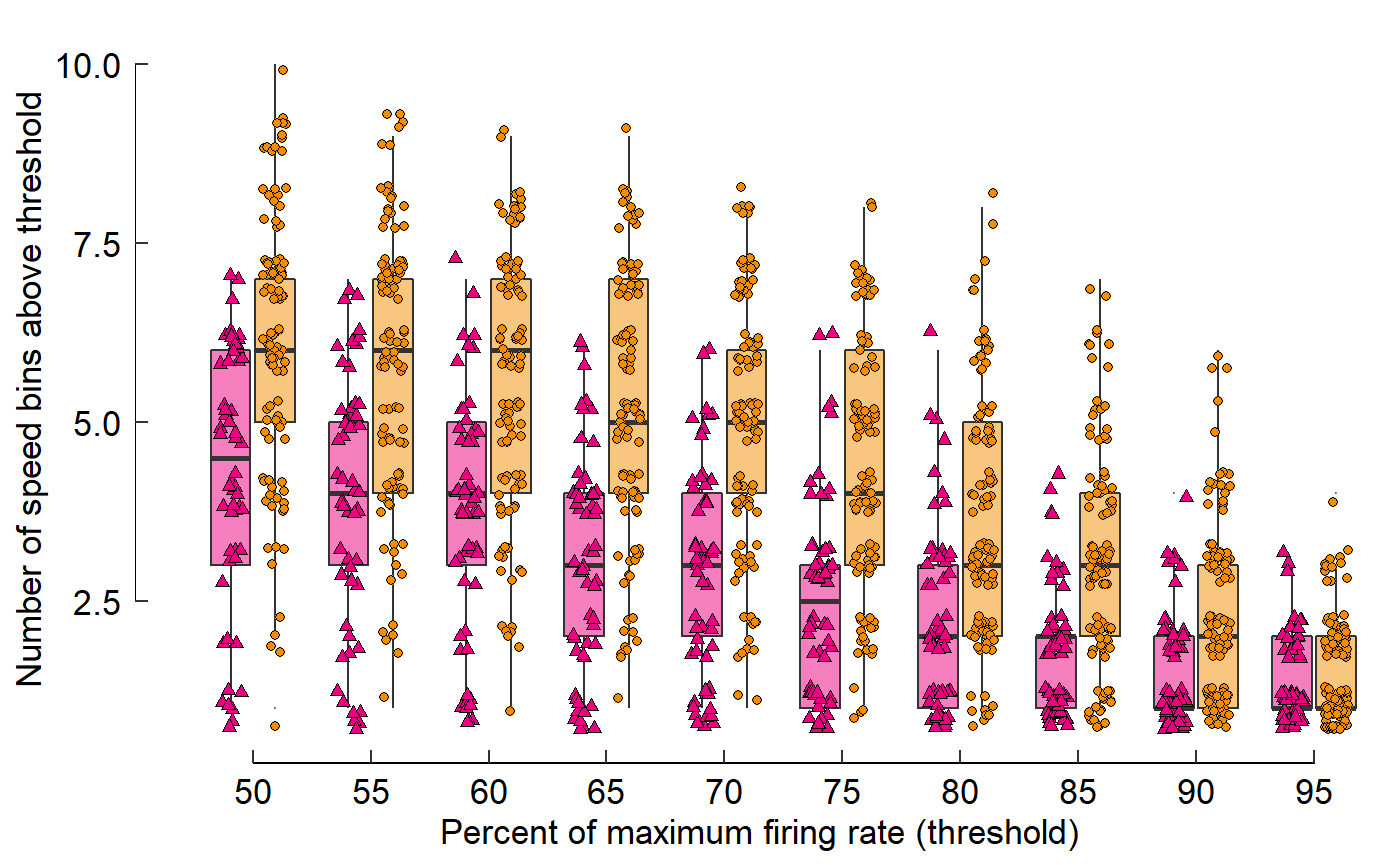 Number of speed bins above threshold
10.0
7.5
5.0
2.5
50 55 60 65 70 75 80 85 90 95
Percent of maximum firing rate (threshold)